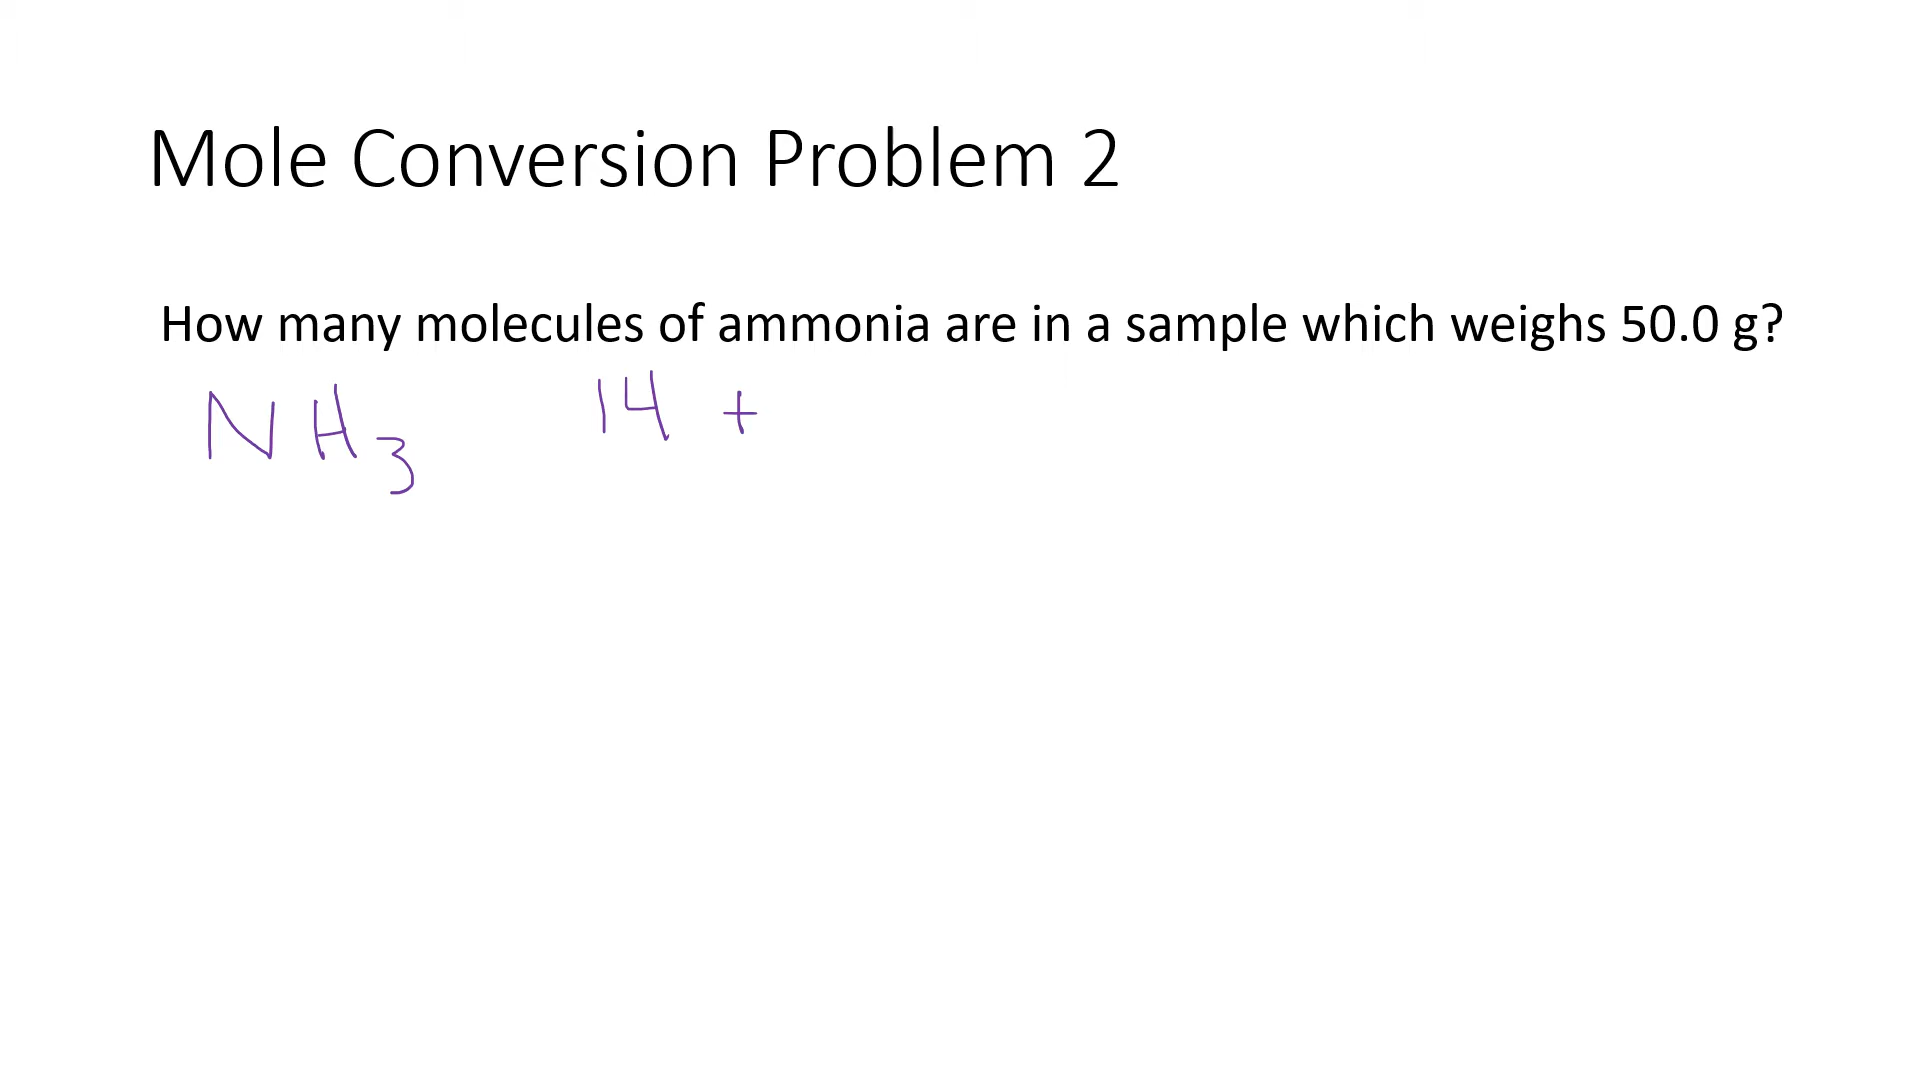 Mole Conversion Problem 2
How many molecules of ammonia are in a sample which weighs 50.0 g?
NH₃ 14 +